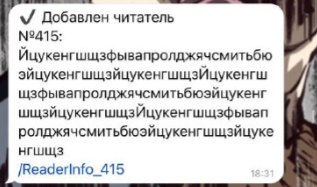 ✓ Добавлен читатель
№415:
Йцукенгшщзфывапролджячсмитьбю
эйцукенгшщзйцукенгшщзЙцукенгш
щзфывапролджячсмитьбюэйцукенг
шщзйцукенгшщзЙцукенгшщзфывап
ролджячсмитьбюэйцукенгшщзйцуке
нгшщз
/ReaderInfo_415
18:31